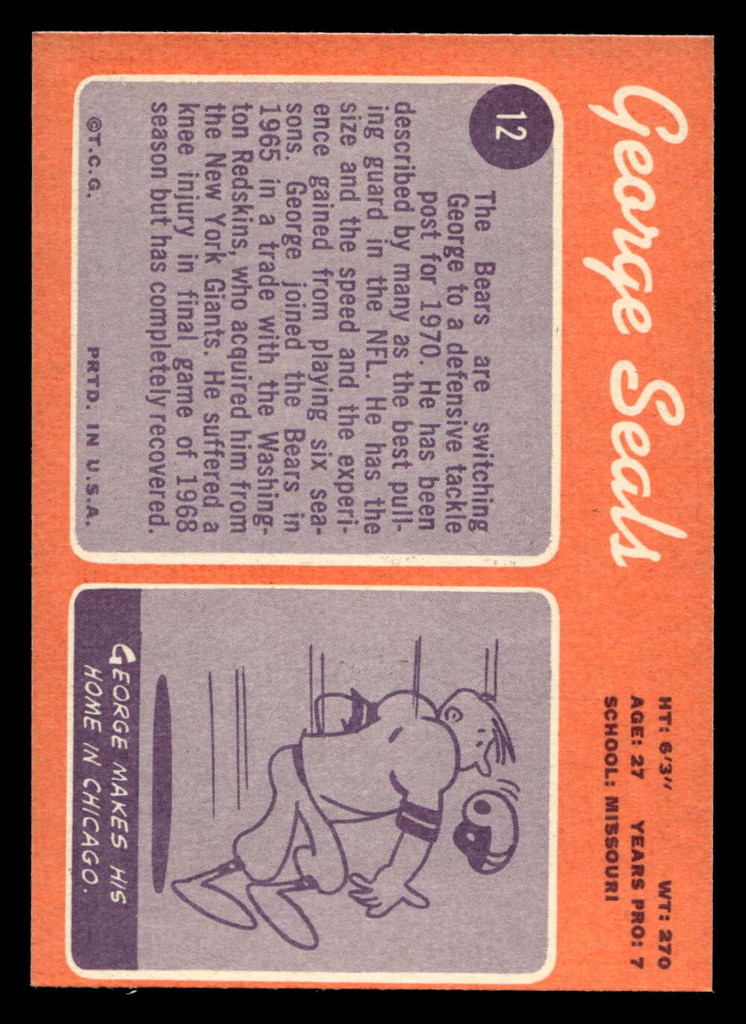 George Seals
HT: 6'3" WT: 270
AGE: 27 YEARS PRO: 7
SCHOOL: MISSOURI
12
The Bears are switching
George to a defensive tackle
post for 1970. He has been
described by many as the best pull-
ing guard in the NFL. He has the
size and the speed and the experi-
ence gained from playing six sea-
sons. George joined the Bears in
1965 in a trade with the Washing-
ton Redskins, who acquired him from
the New York Giants. He suffered a
knee injury in final game of 1968
season but has completely recovered.
©T.C.G. PRTD. IN U.S.A.
GEORGE MAKES HIS
HOME IN CHICAGO.